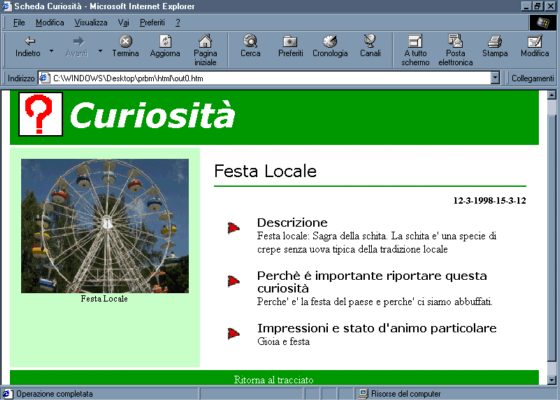 Scheda Curiosità - Microsoft Internet Explorer
File Modifica Visualizza Vai Preferiti ?
Indietro Avanti Termina Aggiorna Pagina iniziale Cerca Preferiti Cronologia Canali A tutto schermo Posta elettronica Stampa Modifica
Indirizzo C:\WINDOWS\Desktop\prbm\html\out0.htm Collegamenti
? Curiosità
Festa Locale
Festa Locale
12-3-1998-15-3-12
Descrizione
Festa locale: Sagra della schita. La schita e' una specie di
crepe senza uova tipica della tradizione locale
Perchè é importante riportare questa
curiosità
Perche' e' la festa del paese e perche' ci siamo abbuffati.
Impressioni e stato d'animo particolare
Gioia e festa
Ritorna al tracciato
Operazione completata Risorse del computer